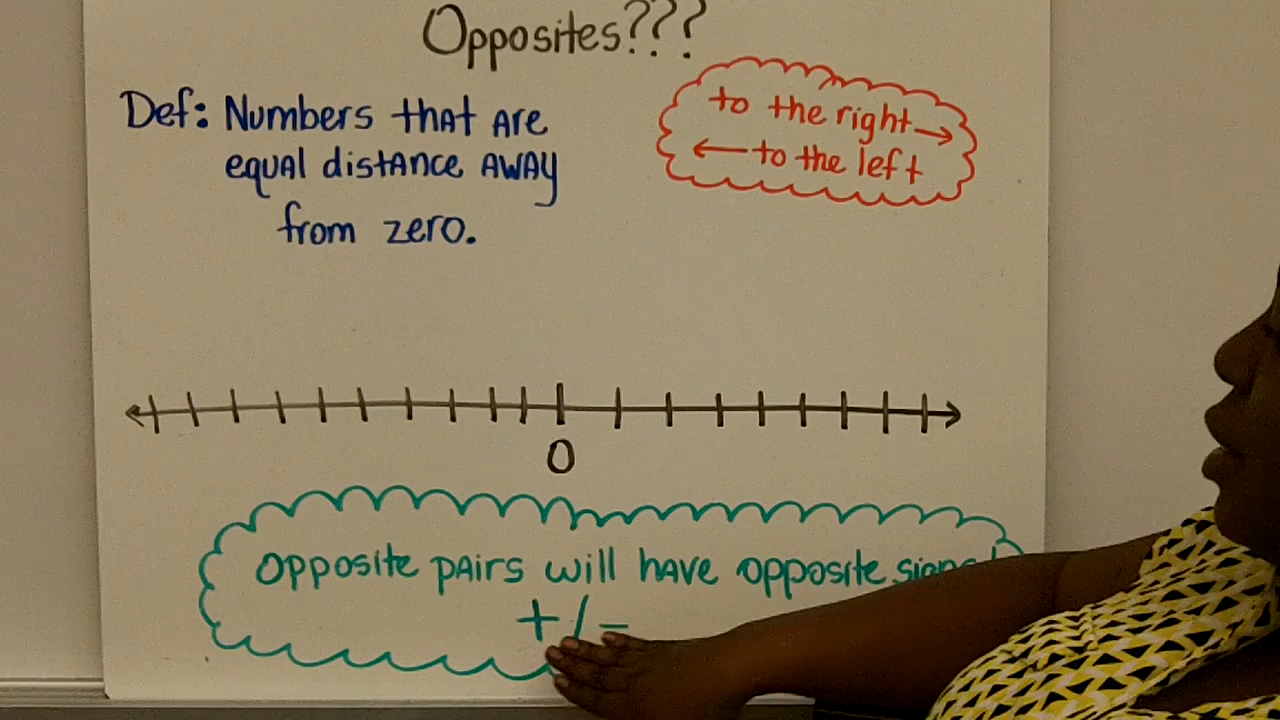 Opposites???
Def: Numbers that are
equal distance away
from zero.
to the right→
←to the left
0
opposite pairs will have opposite signs!
+/-